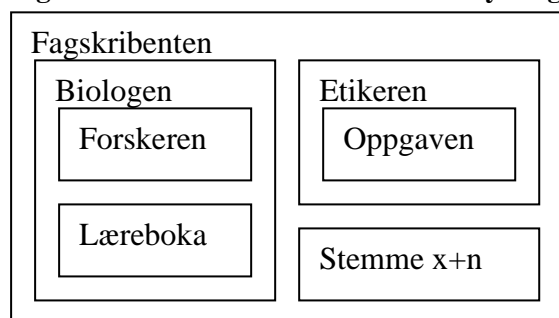 Fagskribenten
Biologen
Etikeren
Forskeren
Oppgaven
Læreboka
Stemme x+n